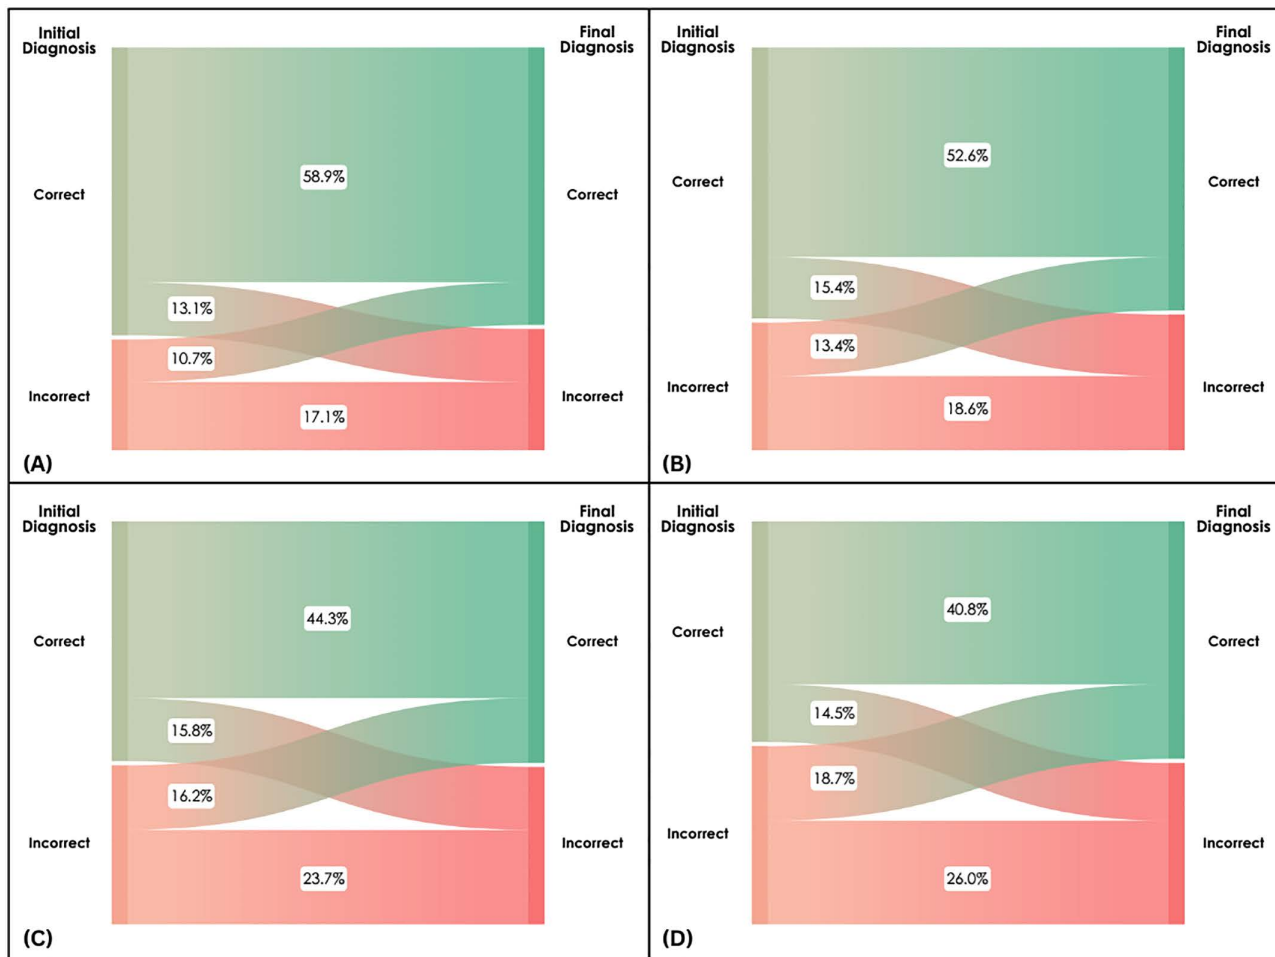 Initial
Diagnosis
Final
Diagnosis
Correct
58.9%
Correct
13.1%
10.7%
Incorrect
17.1%
Incorrect
(A)
Initial
Diagnosis
Final
Diagnosis
Correct
52.6%
Correct
15.4%
13.4%
Incorrect
18.6%
Incorrect
(B)
Initial
Diagnosis
Final
Diagnosis
Correct
44.3%
Correct
15.8%
16.2%
Incorrect
23.7%
Incorrect
(C)
Initial
Diagnosis
Final
Diagnosis
Correct
40.8%
Correct
14.5%
18.7%
Incorrect
26.0%
Incorrect
(D)